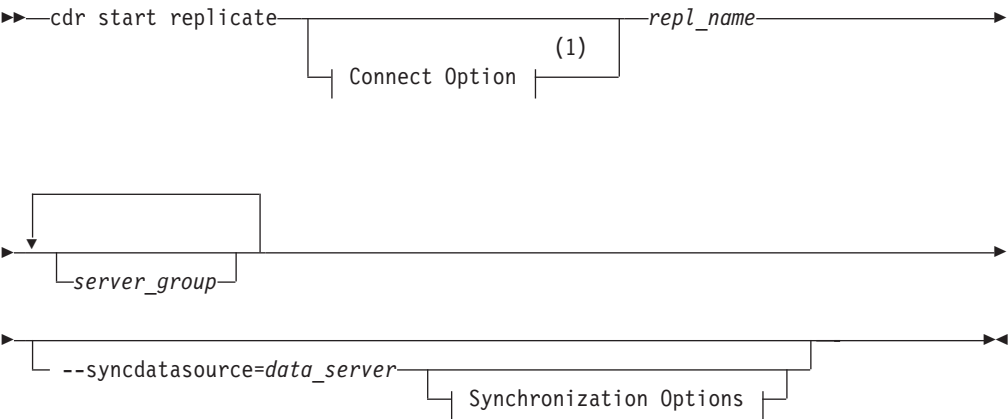 cdr start replicate repl_name
(1)
Connect Option
server_group
--syncdatasource=data_server
Synchronization Options